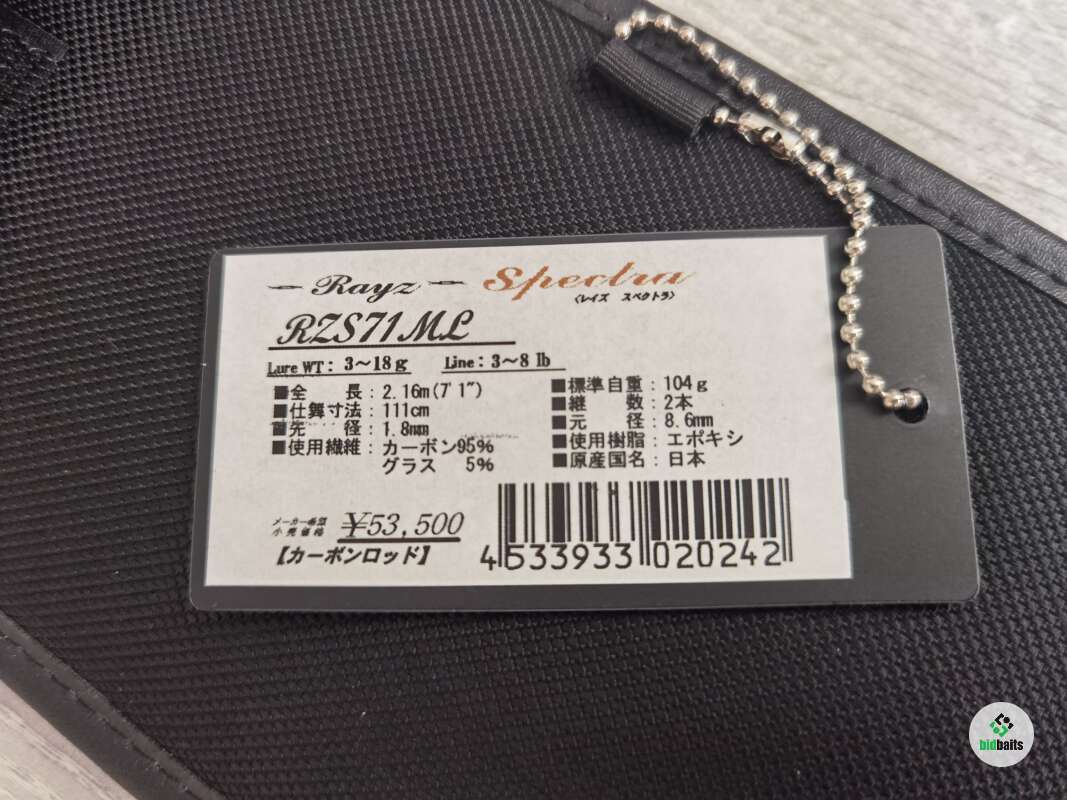 — Rayz — Spectra
〈レイズ スペクトラ〉
RZS71ML
Lure WT: 3〜18g Line: 3〜8 lb
■全 長：2.16m(7' 1")
■仕舞寸法：111cm
■先 径：1.8mm
■使用繊維：カーボン95%
グラス 5%
■標準自重：104g
■継 数：2本
■元 径：8.6mm
■使用樹脂：エポキシ
■原産国名：日本
メーカー希望
小売価格
¥53,500
【カーボンロッド】
4533933020242
bidbaits